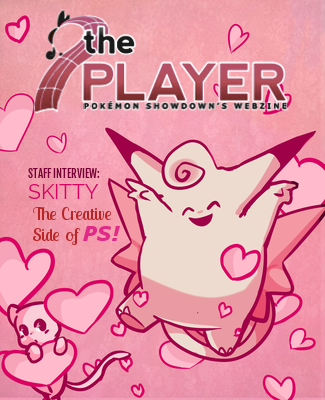 the
PLAYER
POKÉMON SHOWDOWN'S WEBZINE
STAFF INTERVIEW:
SKITTY
The Creative
Side of PS!